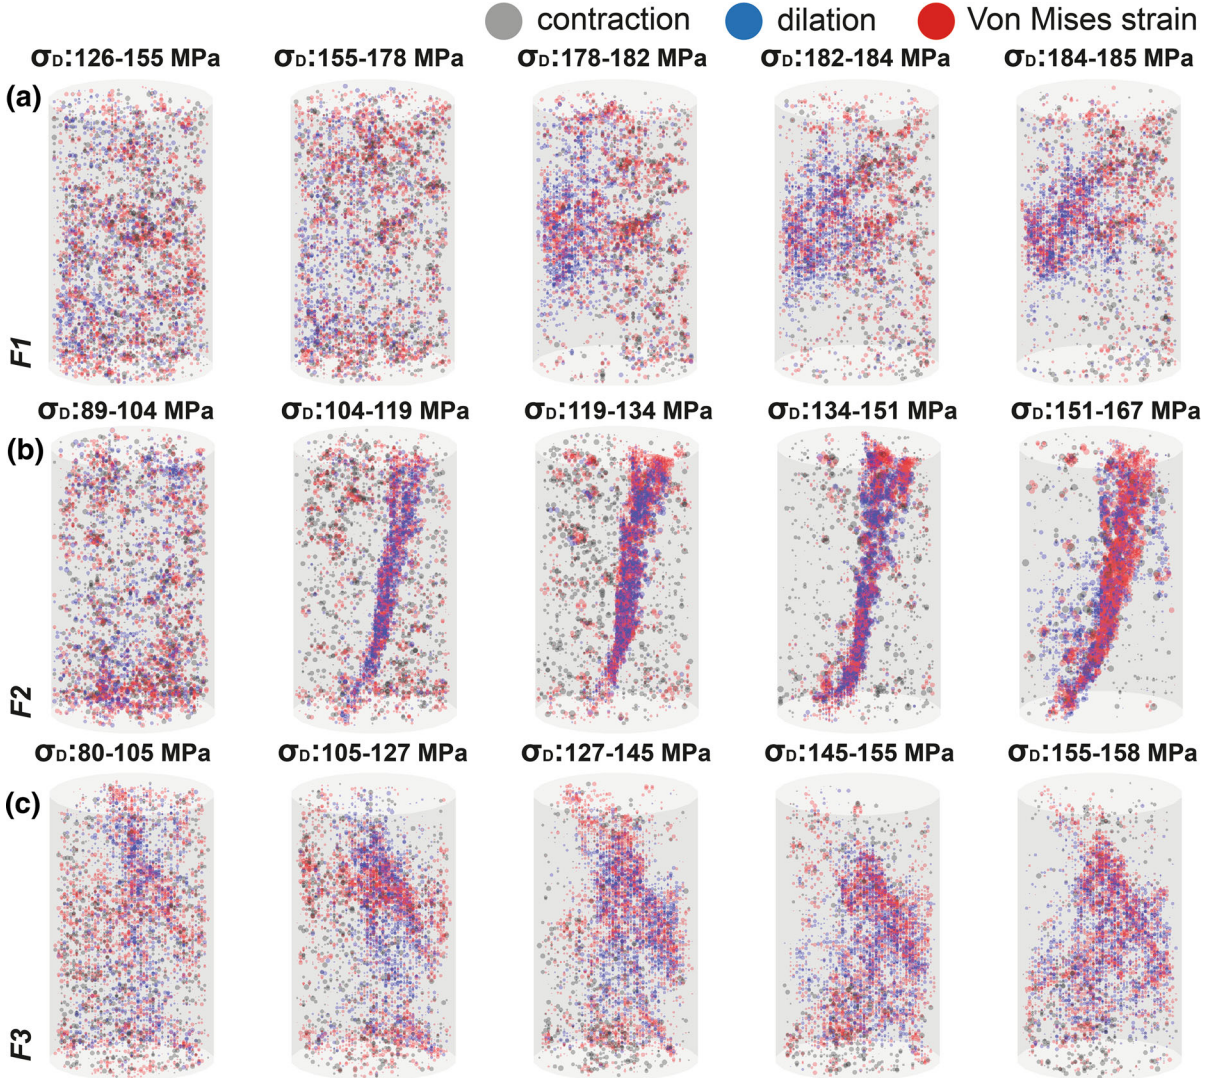 contraction dilation Von Mises strain
σD:126-155 MPa σD:155-178 MPa σD:178-182 MPa σD:182-184 MPa σD:184-185 MPa
(a)
F1
σD:89-104 MPa σD:104-119 MPa σD:119-134 MPa σD:134-151 MPa σD:151-167 MPa
(b)
F2
σD:80-105 MPa σD:105-127 MPa σD:127-145 MPa σD:145-155 MPa σD:155-158 MPa
(c)
F3